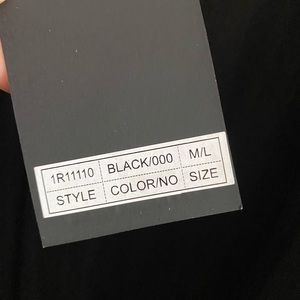 1R11110 BLACK/000 M/L
STYLE COLOR/NO SIZE